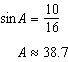 sin A = 10/16
A ≈ 38.7